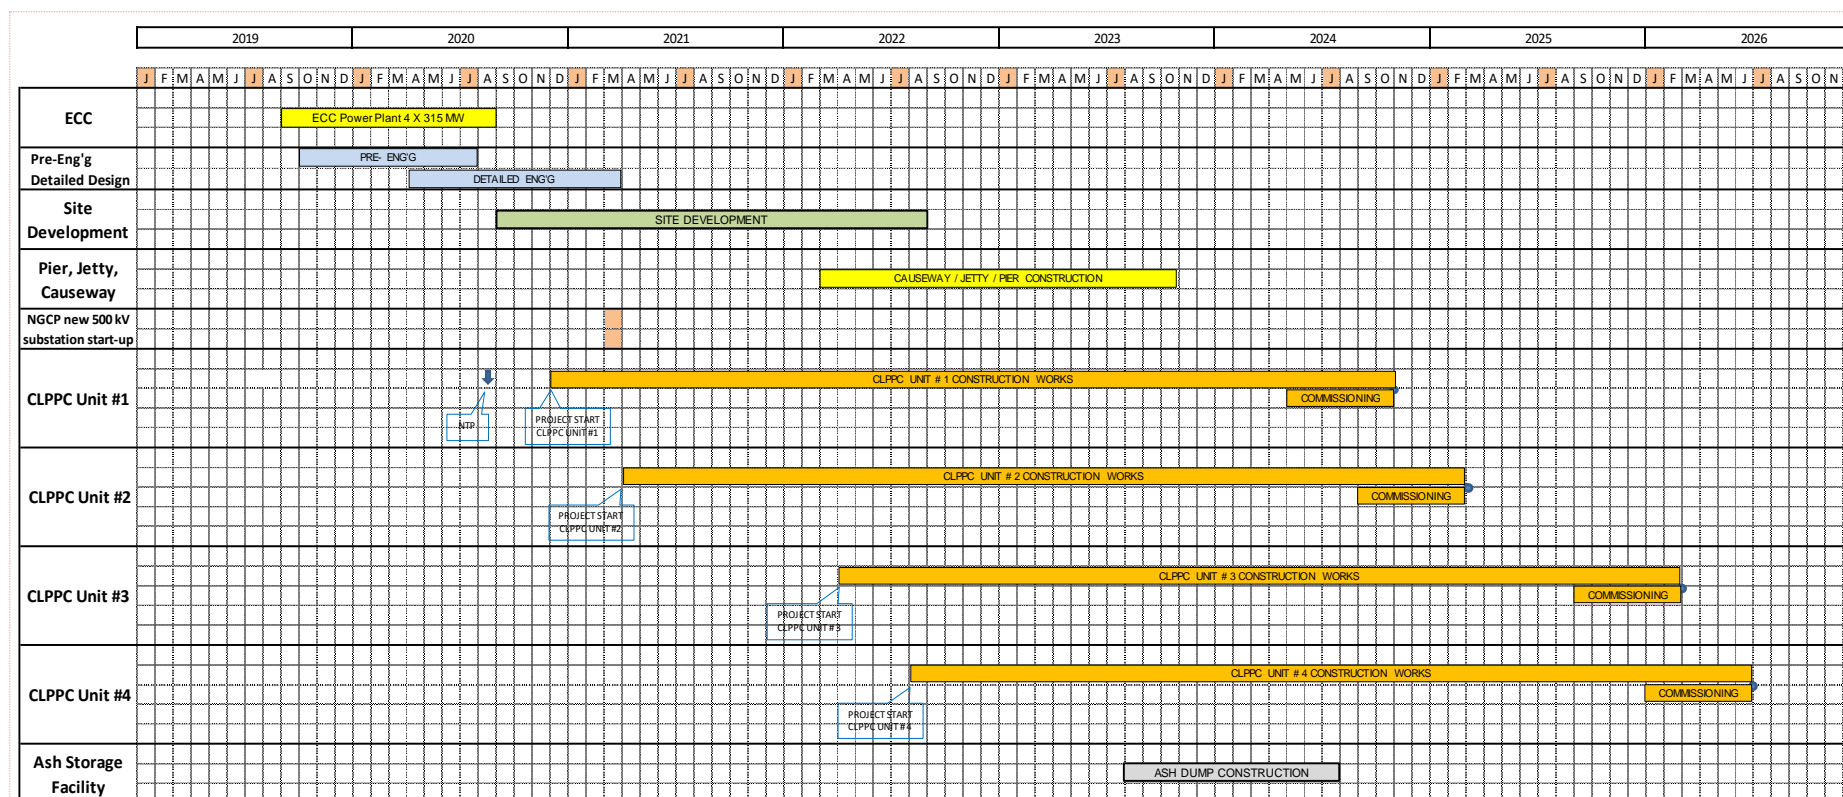 2019 2020 2021 2022 2023 2024 2025 2026
J F M A M J J A S O N D J F M A M J J A S O N D J F M A M J J A S O N D J F M A M J J A S O N D J F M A M J J A S O N D J F M A M J J A S O N D J F M A M J J A S O N D J F M A M J J A S O N
ECC
ECC Power Plant 4 X 315 MW
Pre-Eng'g
PRE- ENG'G
Detailed Design
DETAILED ENG'G
Site
Development
SITE DEVELOPMENT
Pier, Jetty,
Causeway
CAUSEWAY / JETTY / PIER CONSTRUCTION
NGCP new 500 kV
substation start-up
CLPPC Unit #1
CLPPC UNIT # 1 CONSTRUCTION WORKS
COMMISSIONING
NTP
PROJECT START
CLPPC UNIT #1
CLPPC Unit #2
CLPPC UNIT # 2 CONSTRUCTION WORKS
COMMISSIONING
PROJECT START
CLPPC UNIT #2
CLPPC Unit #3
CLPPC UNIT # 3 CONSTRUCTION WORKS
COMMISSIONING
PROJECT START
CLPPC UNIT # 3
CLPPC Unit #4
CLPPC UNIT # 4 CONSTRUCTION WORKS
COMMISSIONING
PROJECT START
CLPPC UNIT # 4
Ash Storage
Facility
ASH DUMP CONSTRUCTION